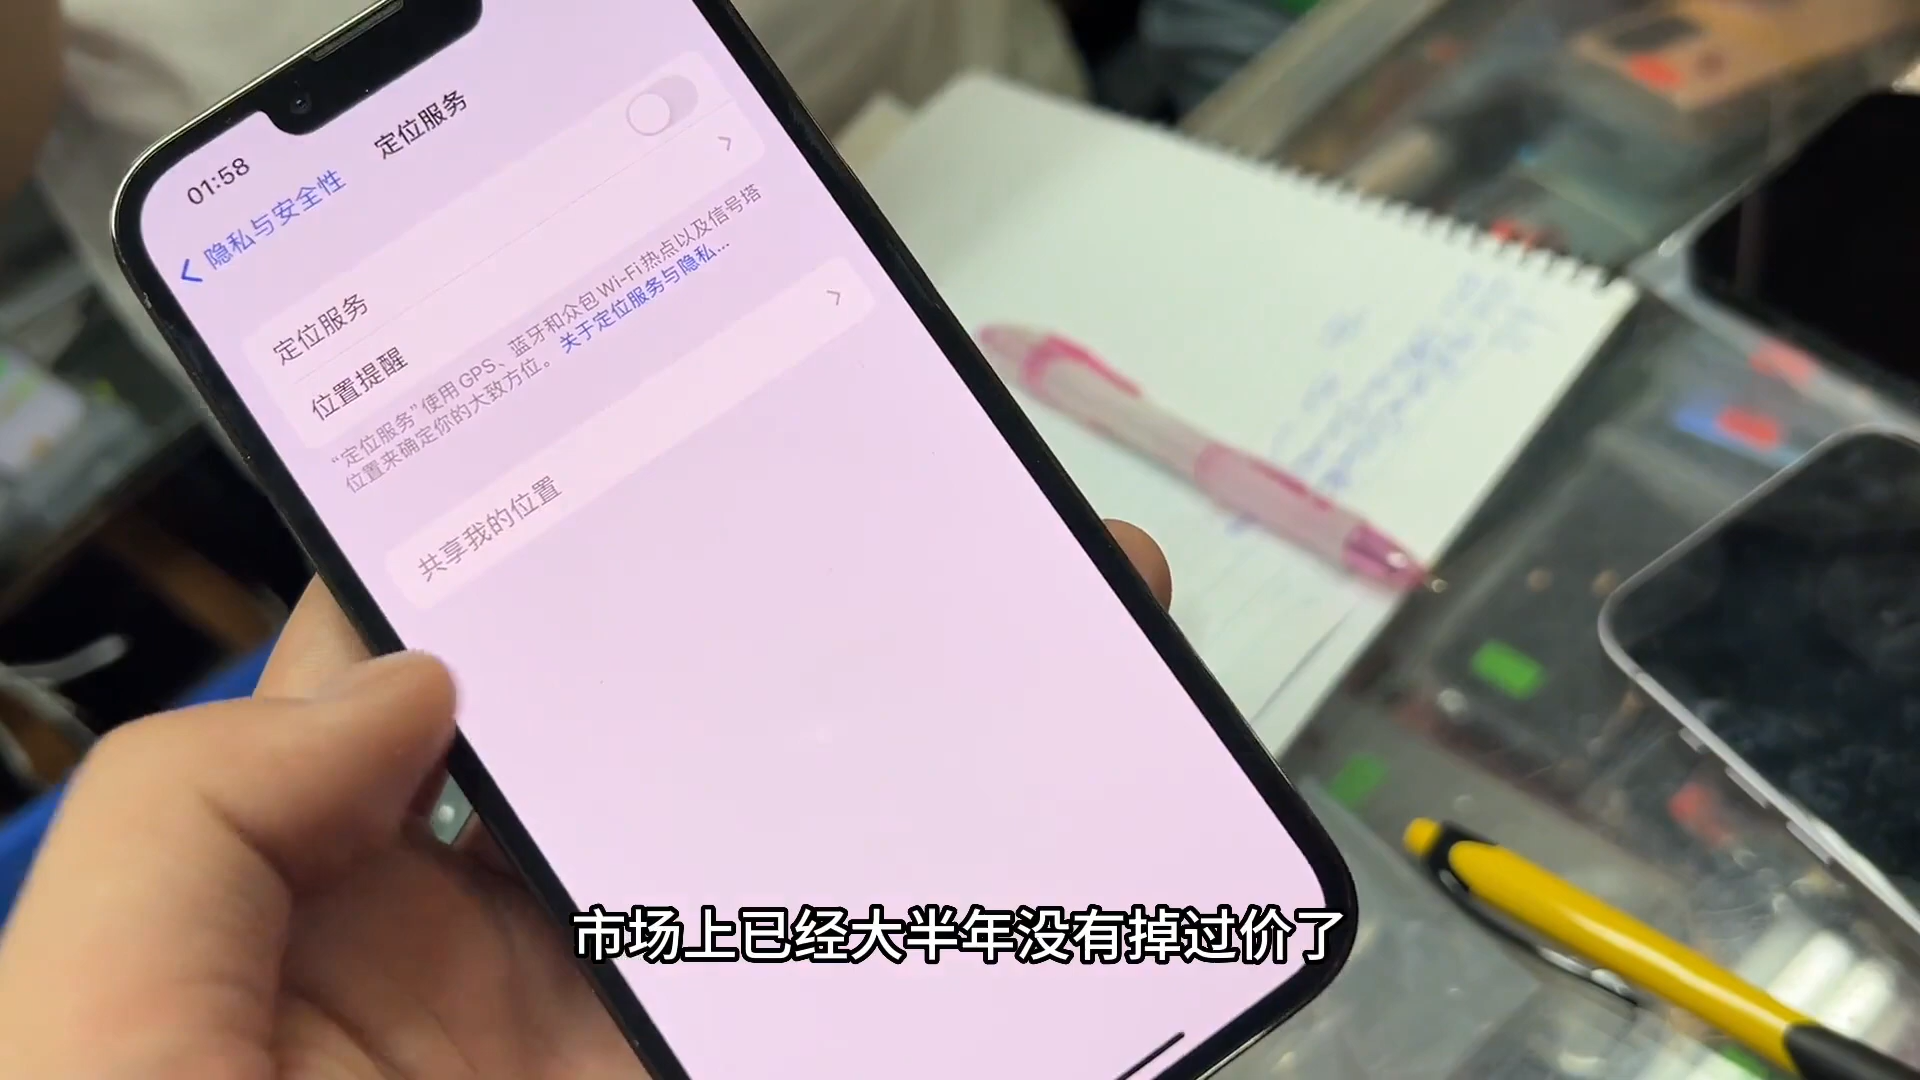 01:58
定位服务
隐私与安全性
定位服务
位置提醒
“定位服务”使用GPS、蓝牙和众包Wi-Fi热点以及信号塔
位置来确定你的大致方位。关于定位服务与隐私...
共享我的位置
市场上已经大半年没有掉过价了